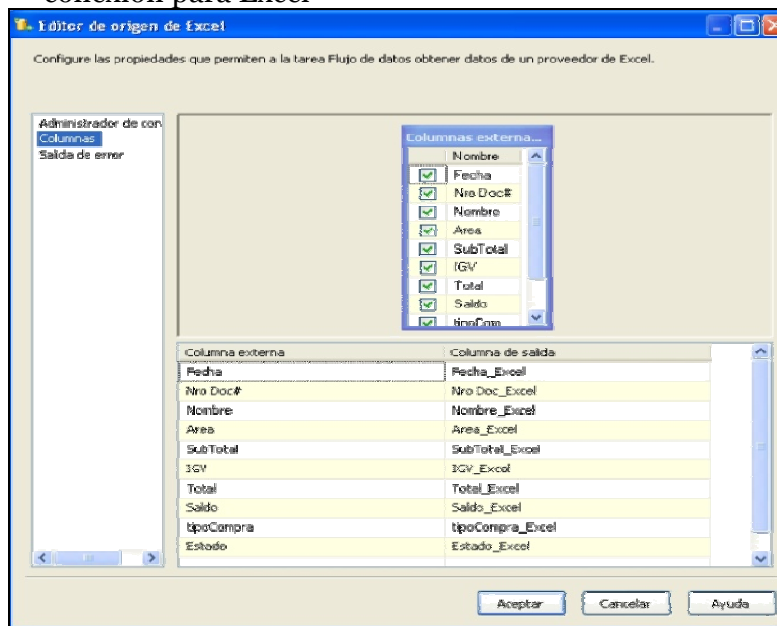 conexión para Excel
Editor de origen de Excel
Configure las propiedades que permiten a la tarea Flujo de datos obtener datos de un proveedor de Excel.
Administrador de con
Columnas
Salida de error
Columnas externa...
Nombre
Fecha
Nro Doc#
Nombre
Area
SubTotal
IGV
Total
Saldo
tipoCom
Columna externa Columna de salida
Fecha Fecha_Excel
Nro Doc# Nro Doc_Excel
Nombre Nombre_Excel
Area Area_Excel
SubTotal SubTotal_Excel
IGV IGV_Excel
Total Total_Excel
Saldo Saldo_Excel
tipoCompra tipoCompra_Excel
Estado Estado_Excel
Aceptar Cancelar Ayuda